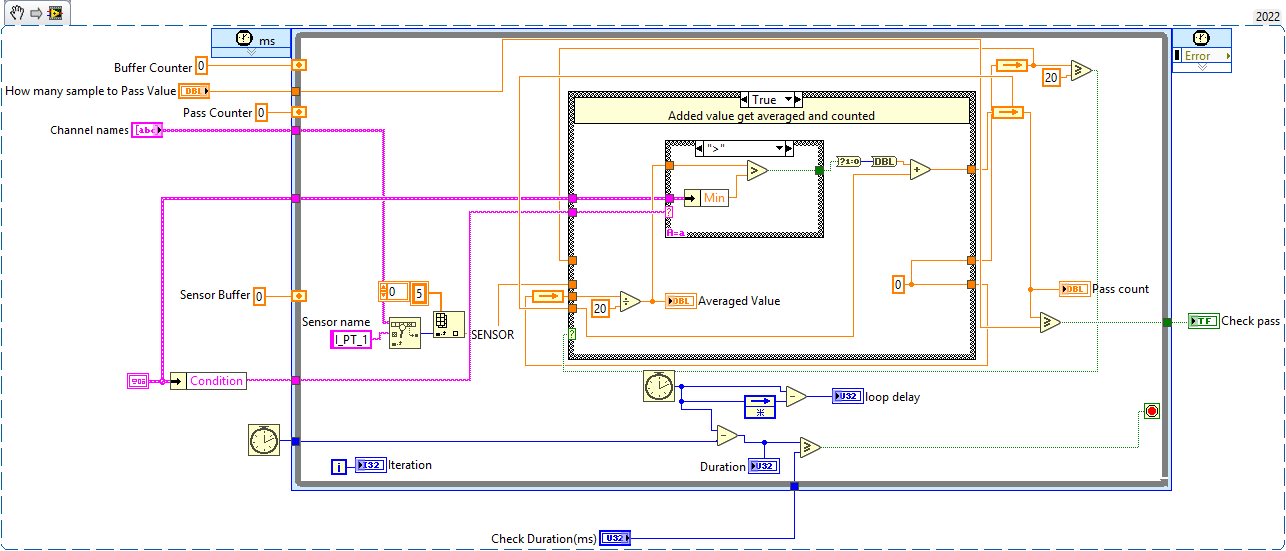 2022
ms
Error
Buffer Counter 0
How many sample to Pass Value DBL
Pass Counter 0
Channel names abc
20
True
Added value get averaged and counted
">"
?1:0 DBL
>
+
Min
?
A=a
Sensor Buffer 0
0 5
Sensor name
I_PT_1
SENSOR
20
÷
DBL Averaged Value
0
DBL Pass count
TF Check pass
?
Condition
U32 loop delay
Duration U32
i I32 Iteration
Check Duration(ms) U32